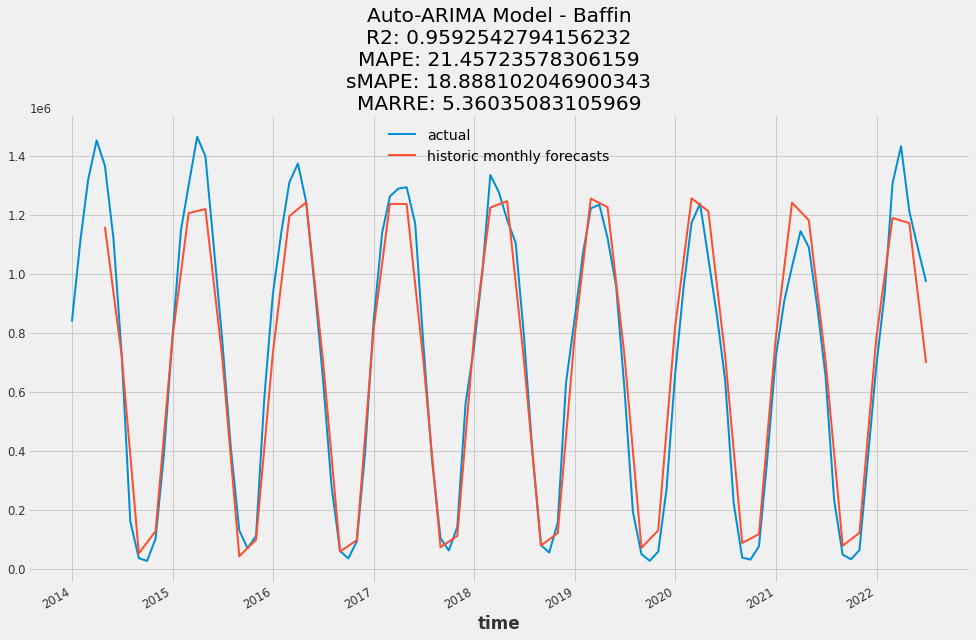 Auto-ARIMA Model - Baffin
R2: 0.9592542794156232
MAPE: 21.45723578306159
sMAPE: 18.888102046900343
MARRE: 5.36035083105969
1e6
actual
historic monthly forecasts
1.4
1.2
1.0
0.8
0.6
0.4
0.2
0.0
2014 2015 2016 2017 2018 2019 2020 2021 2022
time